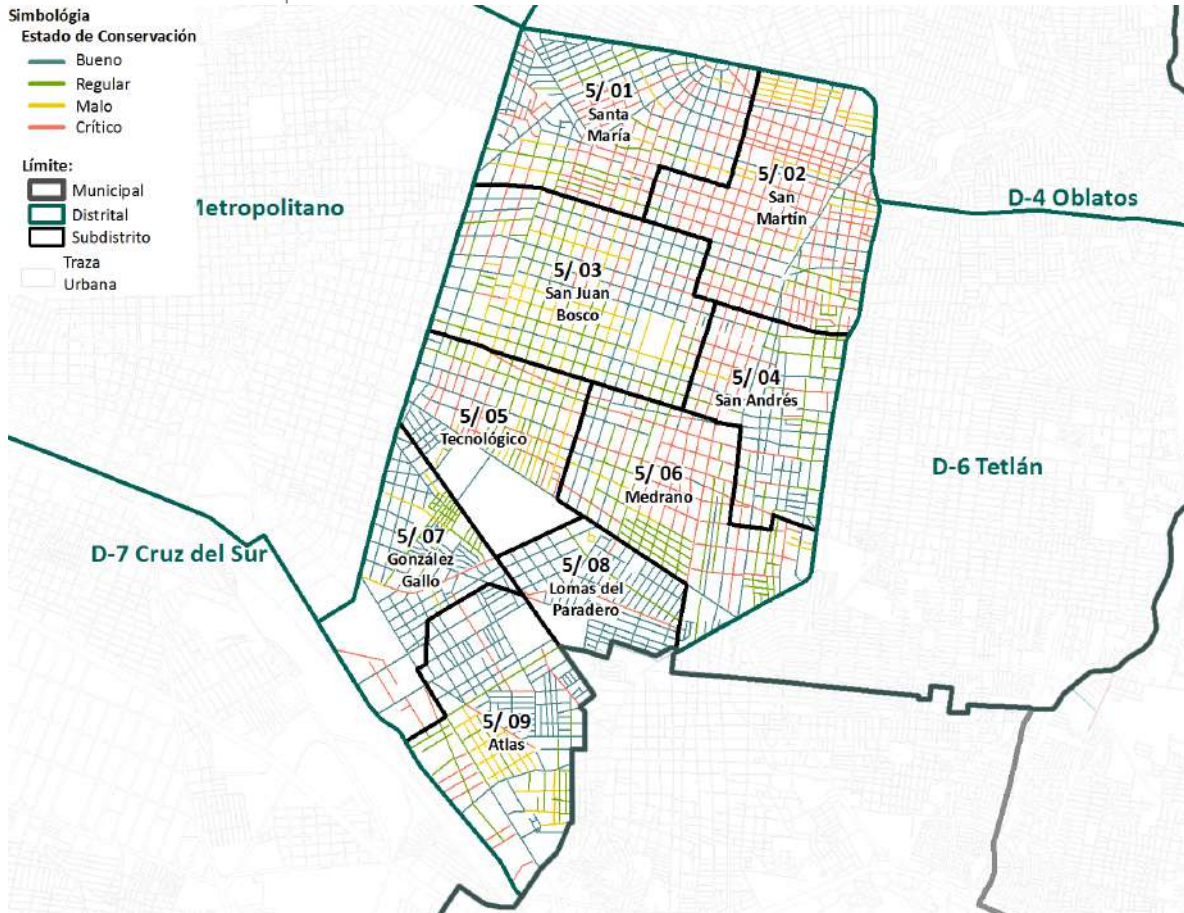 Simbología
Estado de Conservación
Bueno
Regular
Malo
Crítico
Límite:
Municipal
Distrital
Subdistrito
Traza
Urbana
Metropolitano
D-4 Oblatos
D-6 Tetlán
D-7 Cruz del Sur
5/ 01
Santa
María
5/ 02
San
Martín
5/ 03
San Juan
Bosco
5/ 04
San Andrés
5/ 05
Tecnológico
5/ 06
Medrano
5/ 07
González
Gallo
5/ 08
Lomas del
Paradero
5/ 09
Atlas